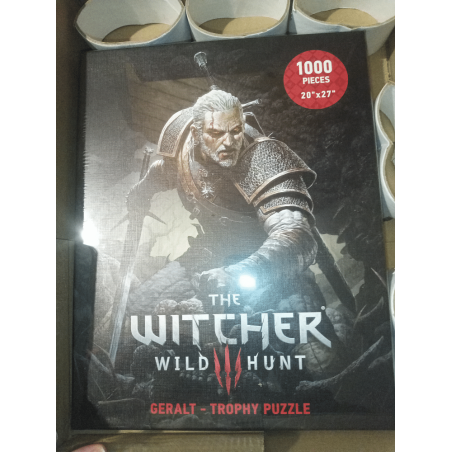 1000
PIECES
20"x27"
THE
WITCHER
WILD HUNT
GERALT - TROPHY PUZZLE